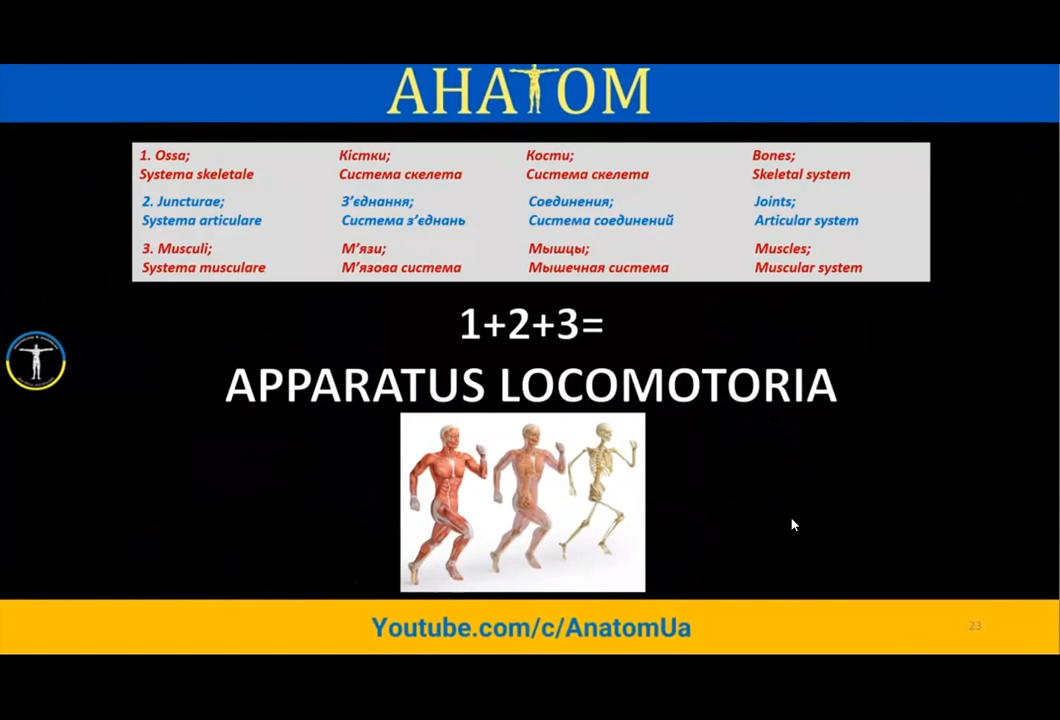 АНАТОМ
1. Ossa; Кістки; Кости; Bones;
Systema skeletale Система скелета Система скелета Skeletal system
2. Juncturae; З’єднання; Соединения; Joints;
Systema articulare Система з’єднань Система соединений Articular system
3. Musculi; М’язи; Мышцы; Muscles;
Systema musculare М’язова система Мышечная система Muscular system
1+2+3=
APPARATUS LOCOMOTORIA
Youtube.com/c/AnatomUa
23